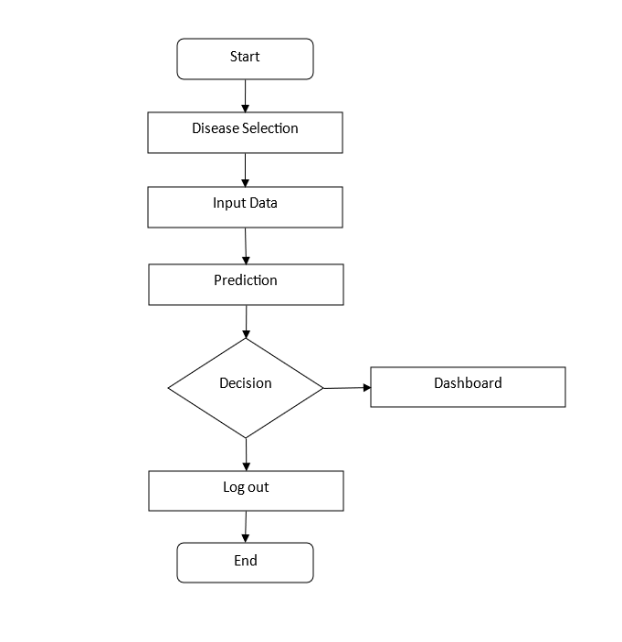 Start
Disease Selection
Input Data
Prediction
Decision
Dashboard
Log out
End